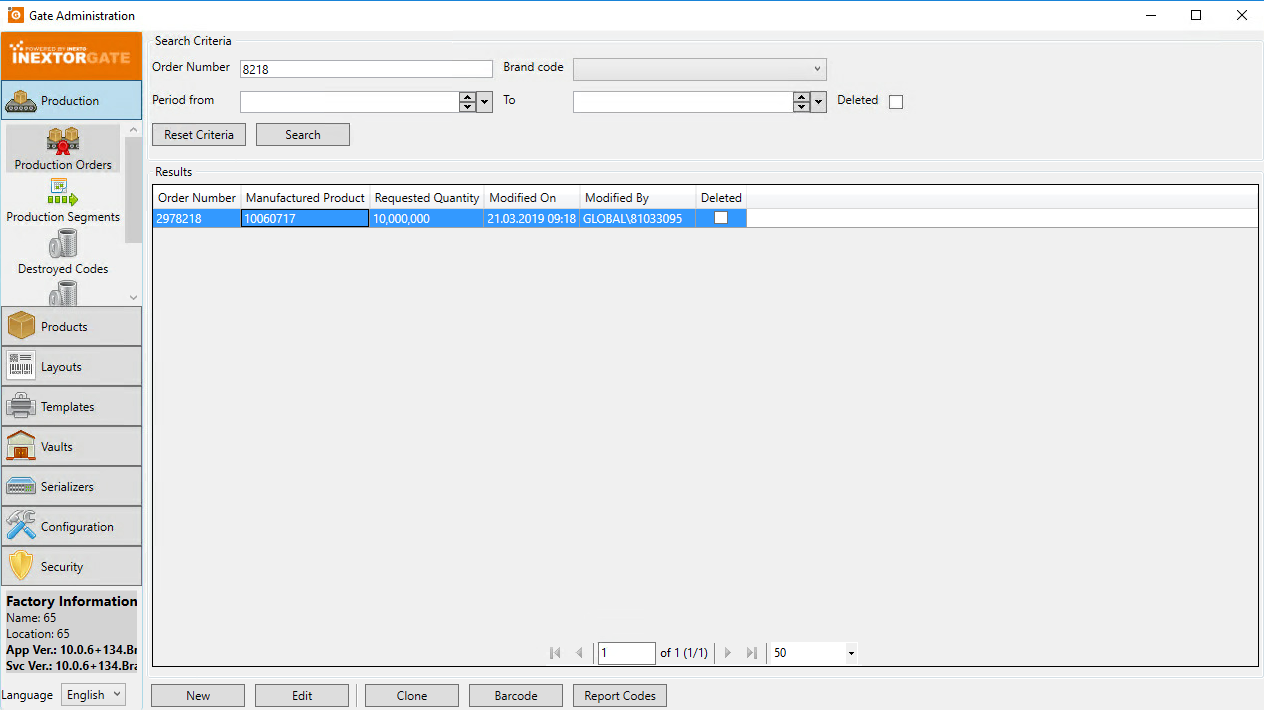 Gate Administration
POWERED BY INEXTO
INEXTORGATE
Production
Production Orders
Production Segments
Destroyed Codes
Products
Layouts
Templates
Vaults
Serializers
Configuration
Security
Factory Information
Name: 65
Location: 65
App Ver.: 10.0.6+134.Br
Svc Ver.: 10.0.6+134.Bra
Language English
Search Criteria
Order Number 8218 Brand code
Period from To Deleted
Reset Criteria Search
Results
Order Number Manufactured Product Requested Quantity Modified On Modified By Deleted
2978218 10060717 10,000,000 21.03.2019 09:18 GLOBAL\81033095
1 of 1 (1/1) 50
New Edit Clone Barcode Report Codes